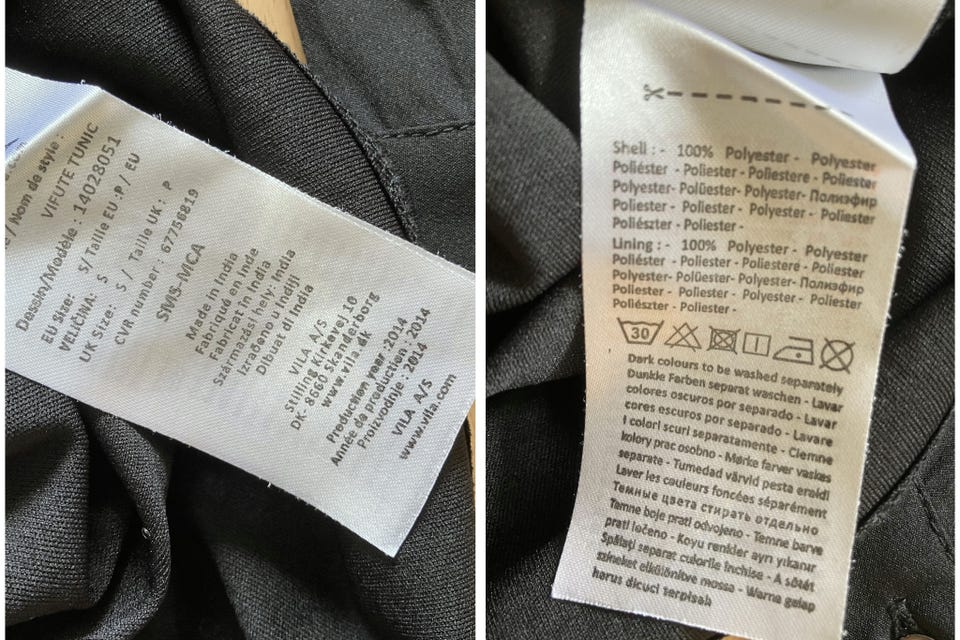 /Nom de style :
VIFUTE TUNIC
Dessin/Modèle : 14028051
EU Size: S/ Taille EU :P / EU
VELIČINA: S
UK Size: S / Taille UK : P
CVR number : 67756819
SMS-MCA
Made in India
Fabriqué en Inde
Fabricat in India
Származási hely: India
Izrađeno u Indiji
Dibuat di India
VILA A/S
Stilling Kirkevej 10
DK- 8660 Skanderborg
www.vila.dk
Production year :2014
Année de production : 2014
Proizvodnje : 2014
VILA A/S
www.vila.com
Shell : - 100% Polyester - Polyester
Poliéster - Poliester - Poliestere - Poliester
Polyester- Polüester- Polyester- Полиэфир
Poliester - Poliester - Polyester - Poliester
Poliészter - Poliester -
Lining : - 100% Polyester - Polyester
Poliéster - Poliester - Poliestere - Poliester
Polyester- Polüester- Polyester- Полиэфир
Poliester - Poliester - Polyester - Poliester
Poliészter - Poliester -
30
Dark colours to be washed separately
Dunkle Farben separat waschen - Lavar
colores oscuros por separado - Lavar
cores escuros por separado - Lavare
I colori scuri separatamente - Ciemne
kolory prac osobno - Mørke farver vaskes
separate - Tumedad värvid pesta eraldi
Laver les couleurs foncées séparément
Темные цвета стирать отдельно
Temne boje prati odvojeno - Temne barve
prati ločeno - Koyu renkler ayrı yıkanır
Spălați separat culorile închise - A sötét
színeket elkülönítve mossa - Warna gelap
harus dicuci terpisah